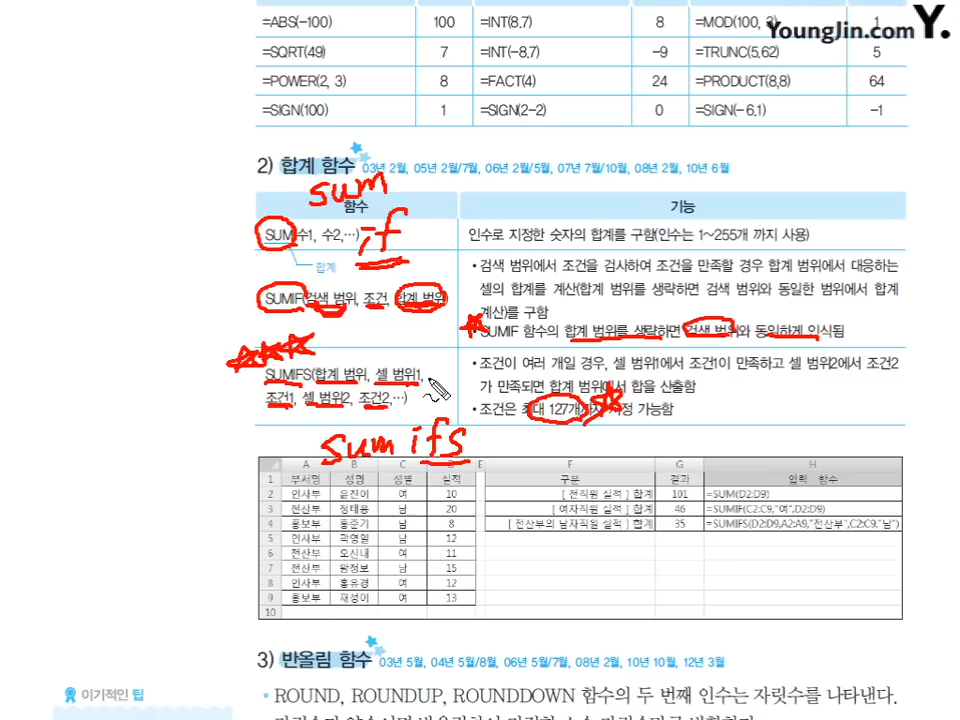 YoungJin.com Y.
=ABS(-100) 100 =INT(8.7) 8 =MOD(100, 3) 1
=SQRT(49) 7 =INT(-8.7) -9 =TRUNC(5.62) 5
=POWER(2, 3) 8 =FACT(4) 24 =PRODUCT(8,8) 64
=SIGN(100) 1 =SIGN(2-2) 0 =SIGN(-6.1) -1
2) 합계 함수 03년 2월, 05년 2월/7월, 06년 2월/5월, 07년 7월/10월, 08년 2월, 10년 6월
sum
함수 기능
if
SUM(수1, 수2,…) 인수로 지정한 숫자의 합계를 구함(인수는 1~255개 까지 사용)
합계
SUMIF(검색 범위, 조건, 합계 범위)
• 검색 범위에서 조건을 검사하여 조건을 만족할 경우 합계 범위에서 대응하는
셀의 합계를 계산(합계 범위를 생략하면 검색 범위와 동일한 범위에서 합계
계산)를 구함
SUMIF 함수의 합계 범위를 생략하면 검색 범위와 동일하게 인식됨
SUMIFS(합계 범위, 셀 범위1,
조건1, 셀 범위2, 조건2,…)
• 조건이 여러 개일 경우, 셀 범위1에서 조건1이 만족하고 셀 범위2에서 조건2
가 만족되면 합계 범위에서 합을 산출함
• 조건은 최대 127개까지 지정 가능함
sum ifs
A B C D E F G H
1 부서명 성명 성별 실적 구분 결과 입력 함수
2 인사부 윤진이 여 10 [ 전직원 실적 ] 합계 101 =SUM(D2:D9)
3 전산부 정태용 남 20 [ 여자직원 실적 ] 합계 46 =SUMIF(C2:C9,"여",D2:D9)
4 홍보부 홍준기 남 8 [ 전산부의 남자직원 실적 ] 합계 35 =SUMIFS(D2:D9,A2:A9,"전산부",C2:C9,"남")
5 인사부 곽영일 남 12
6 전산부 오신내 여 11
7 전산부 왕정보 남 15
8 인사부 홍유경 여 12
9 홍보부 재성이 여 13
10
3) 반올림 함수 03년 5월, 04년 5월/8월, 06년 5월/7월, 08년 2월, 10년 10월, 12년 3월
이기적인 팁
• ROUND, ROUNDUP, ROUNDDOWN 함수의 두 번째 인수는 자릿수를 나타낸다.